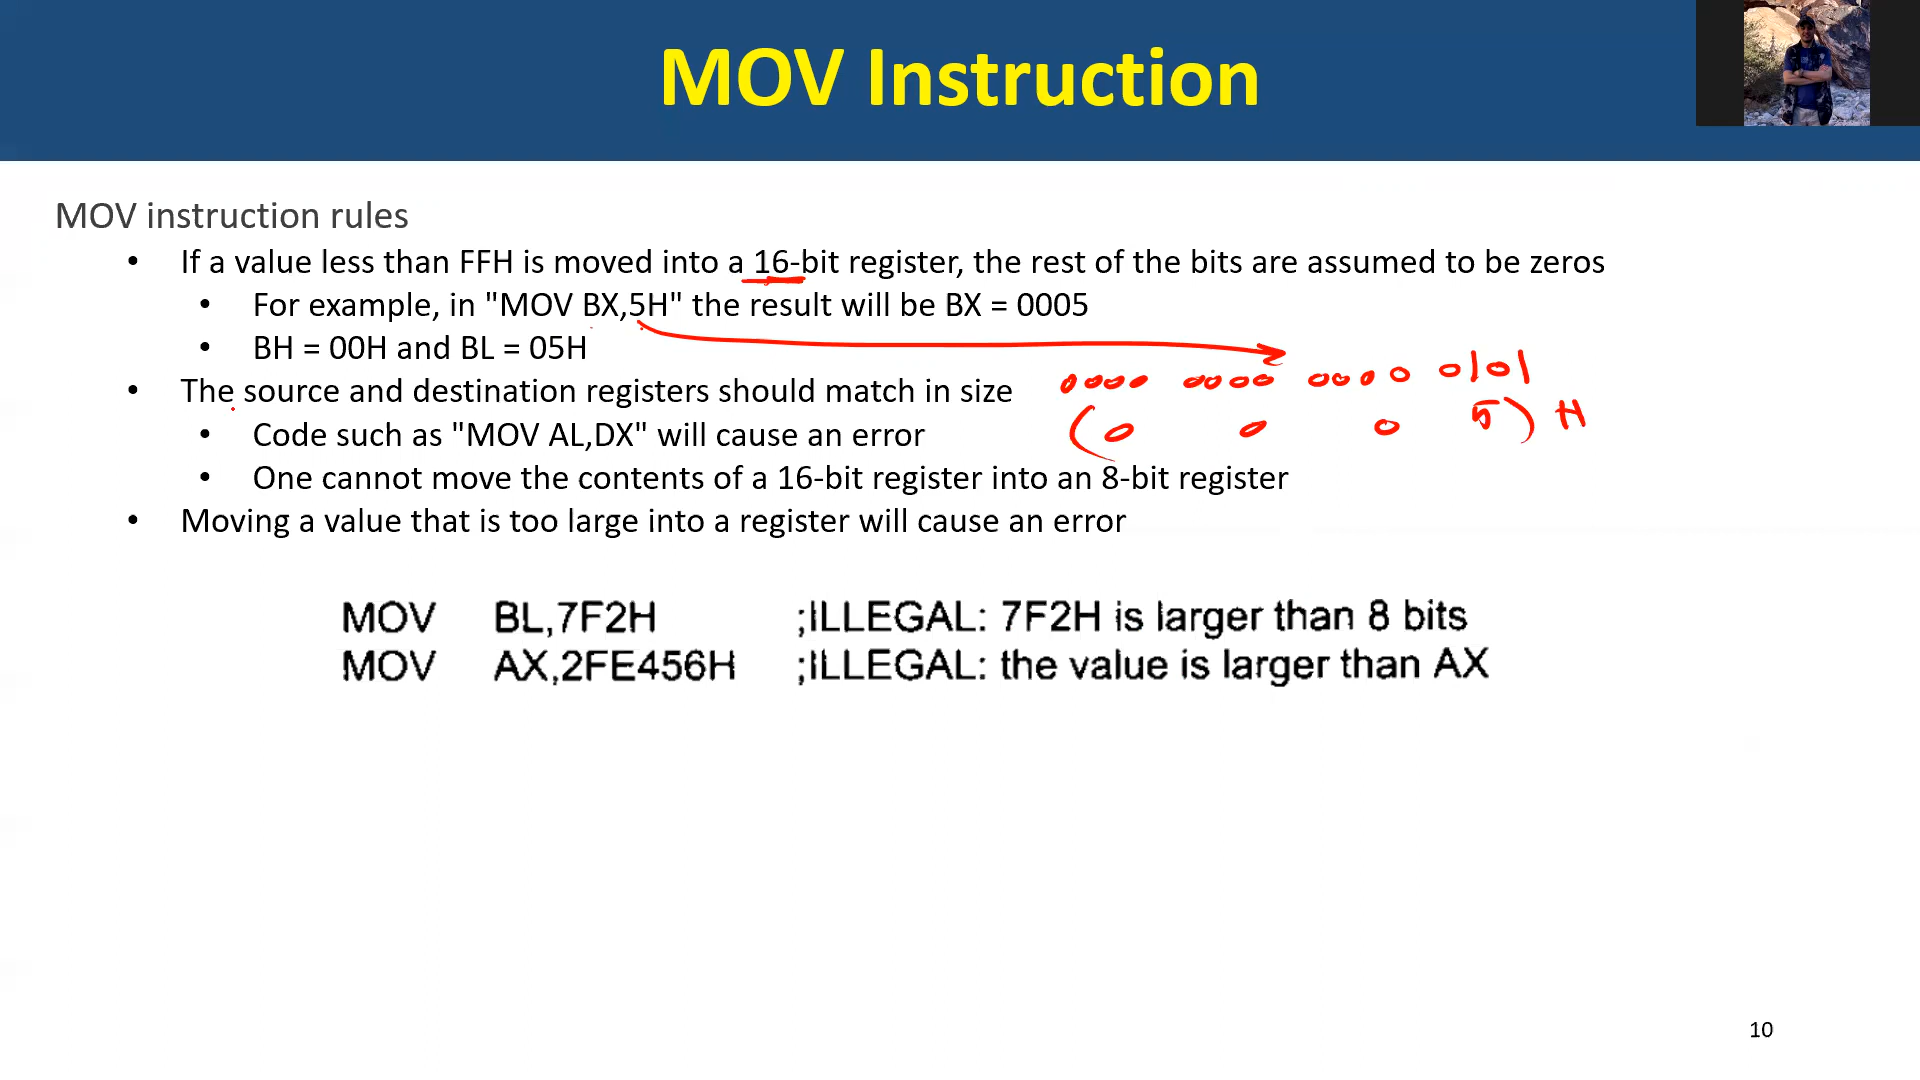 MOV Instruction
MOV instruction rules
• If a value less than FFH is moved into a 16-bit register, the rest of the bits are assumed to be zeros
• For example, in "MOV BX,5H" the result will be BX = 0005
• BH = 00H and BL = 05H
0000 0000 0000 0101
• The source and destination registers should match in size
(0 0 0 5) H
• Code such as "MOV AL,DX" will cause an error
• One cannot move the contents of a 16-bit register into an 8-bit register
• Moving a value that is too large into a register will cause an error
MOV BL,7F2H ;ILLEGAL: 7F2H is larger than 8 bits
MOV AX,2FE456H ;ILLEGAL: the value is larger than AX
10